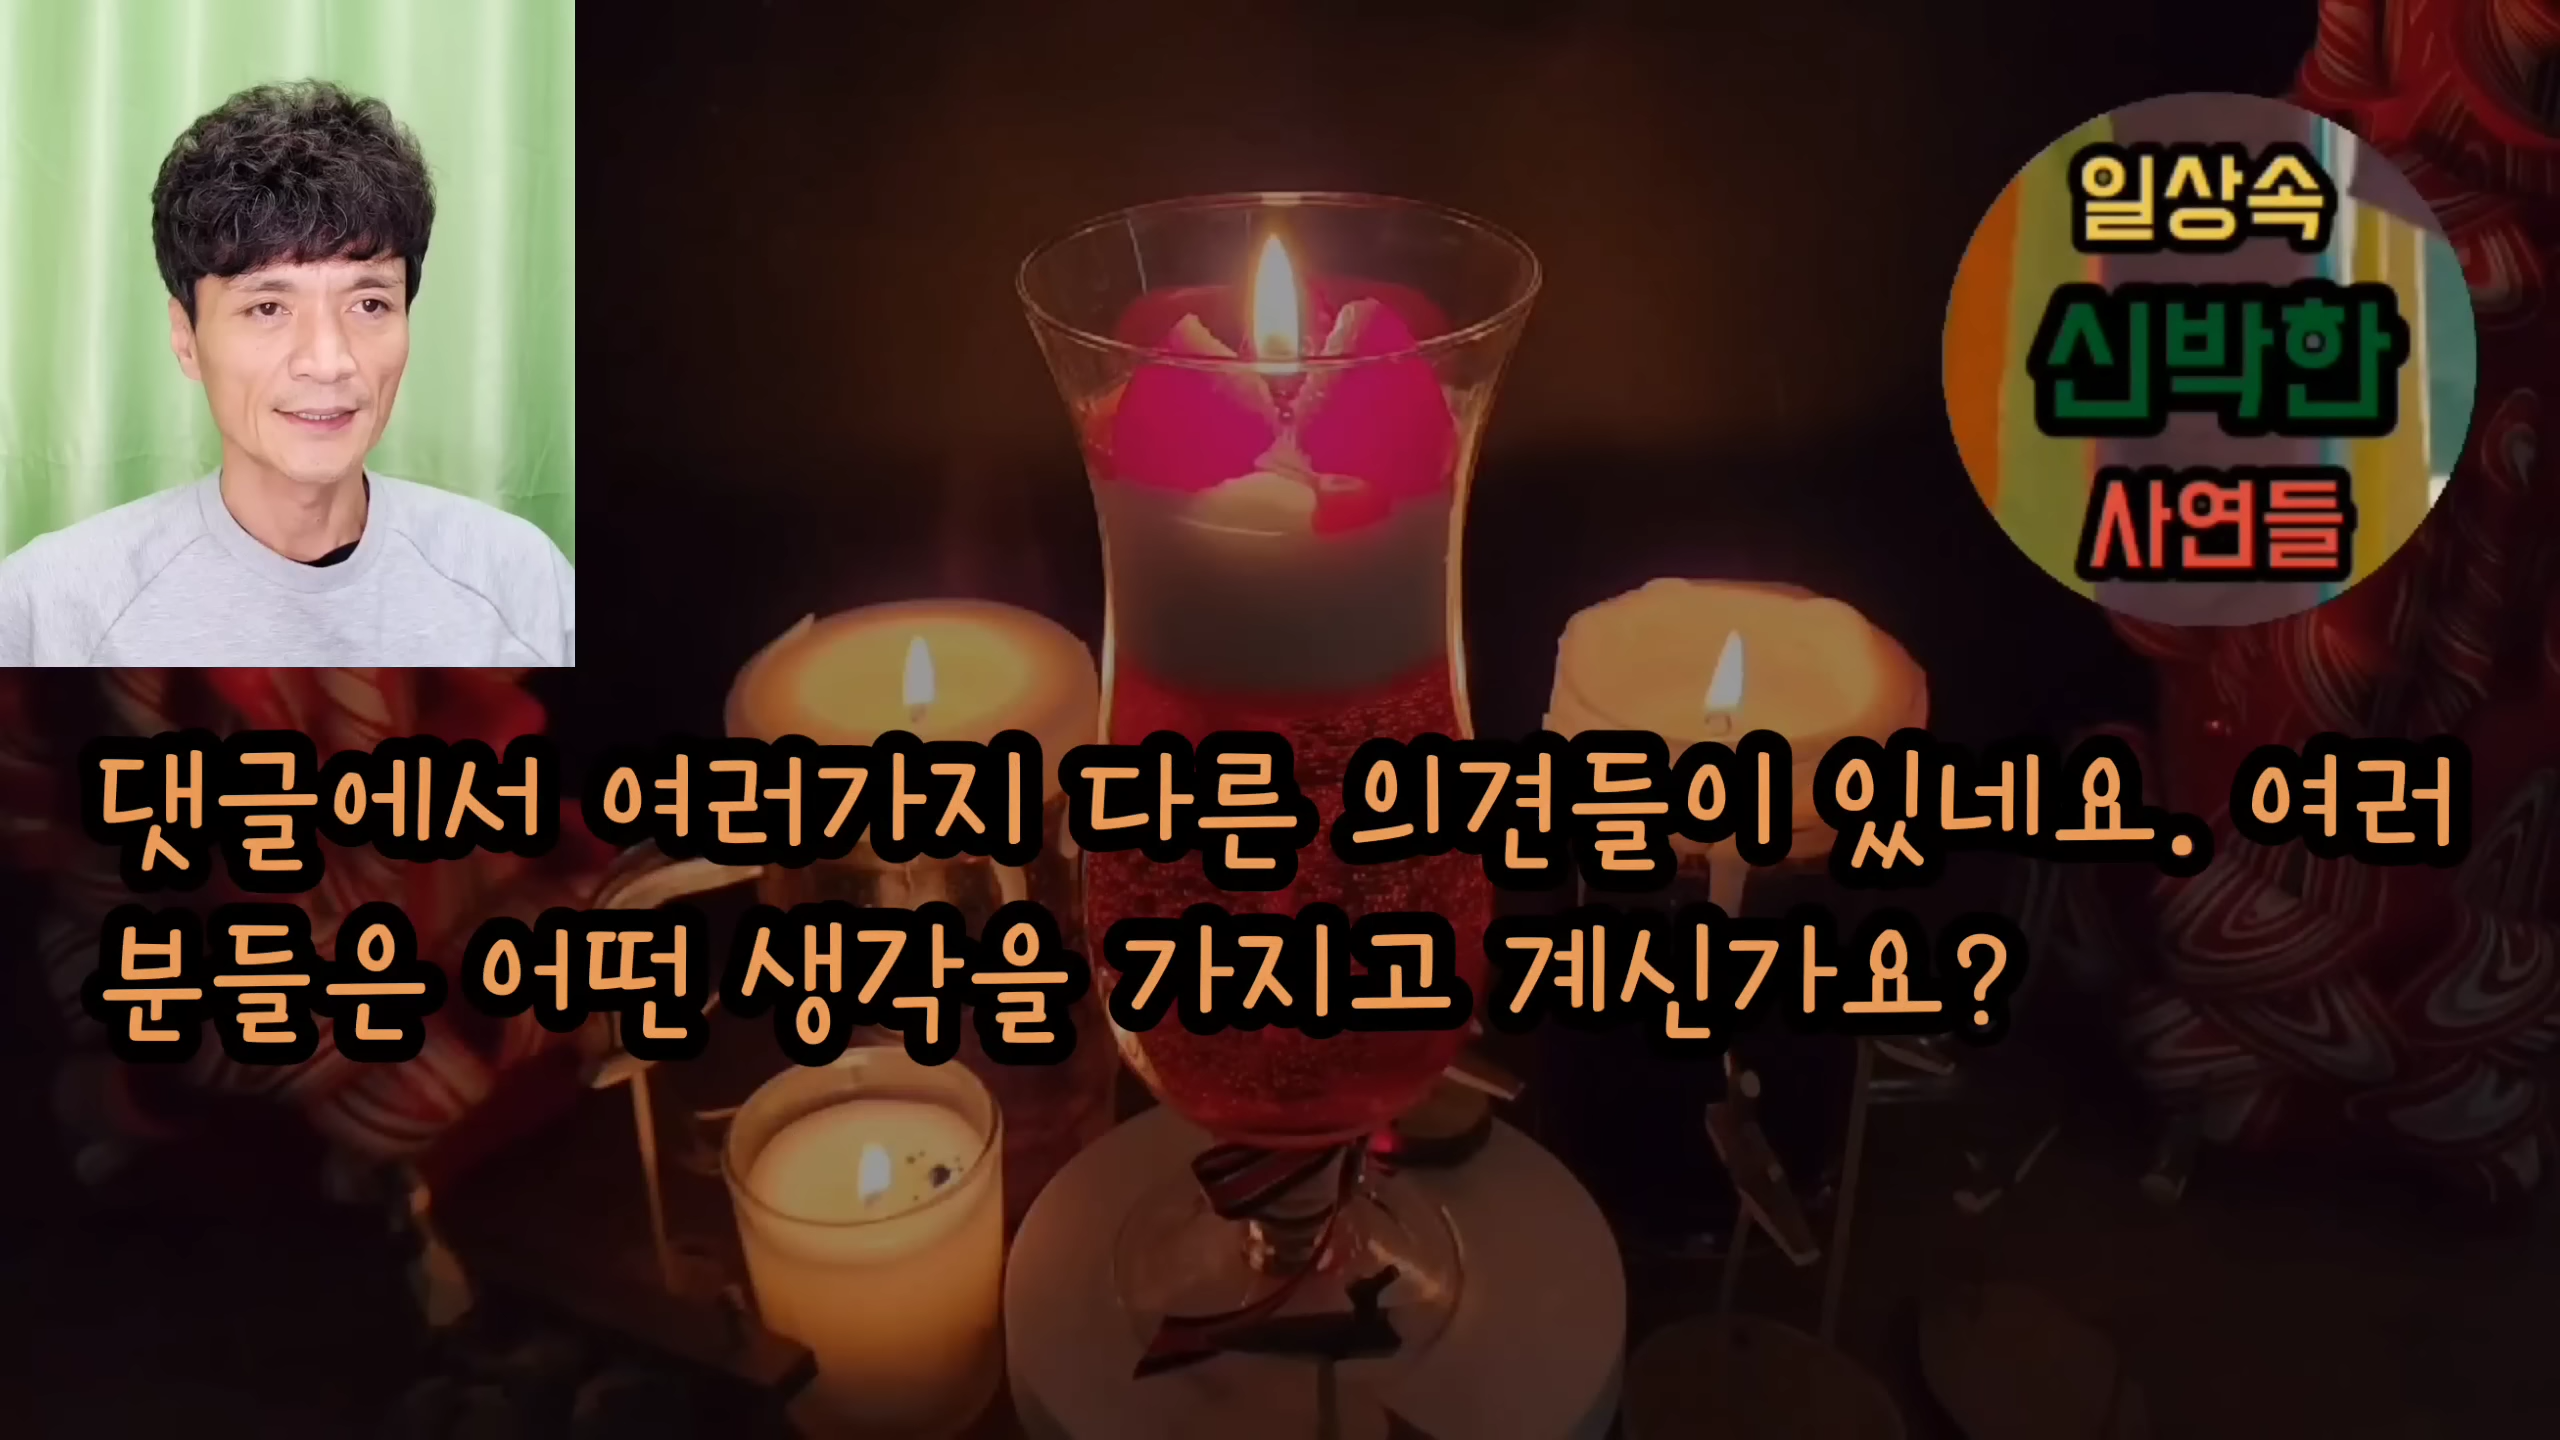 일상속
신박한
사연들
댓글에서 여러가지 다른 의견들이 있네요. 여러
분들은 어떤 생각을 가지고 계신가요?